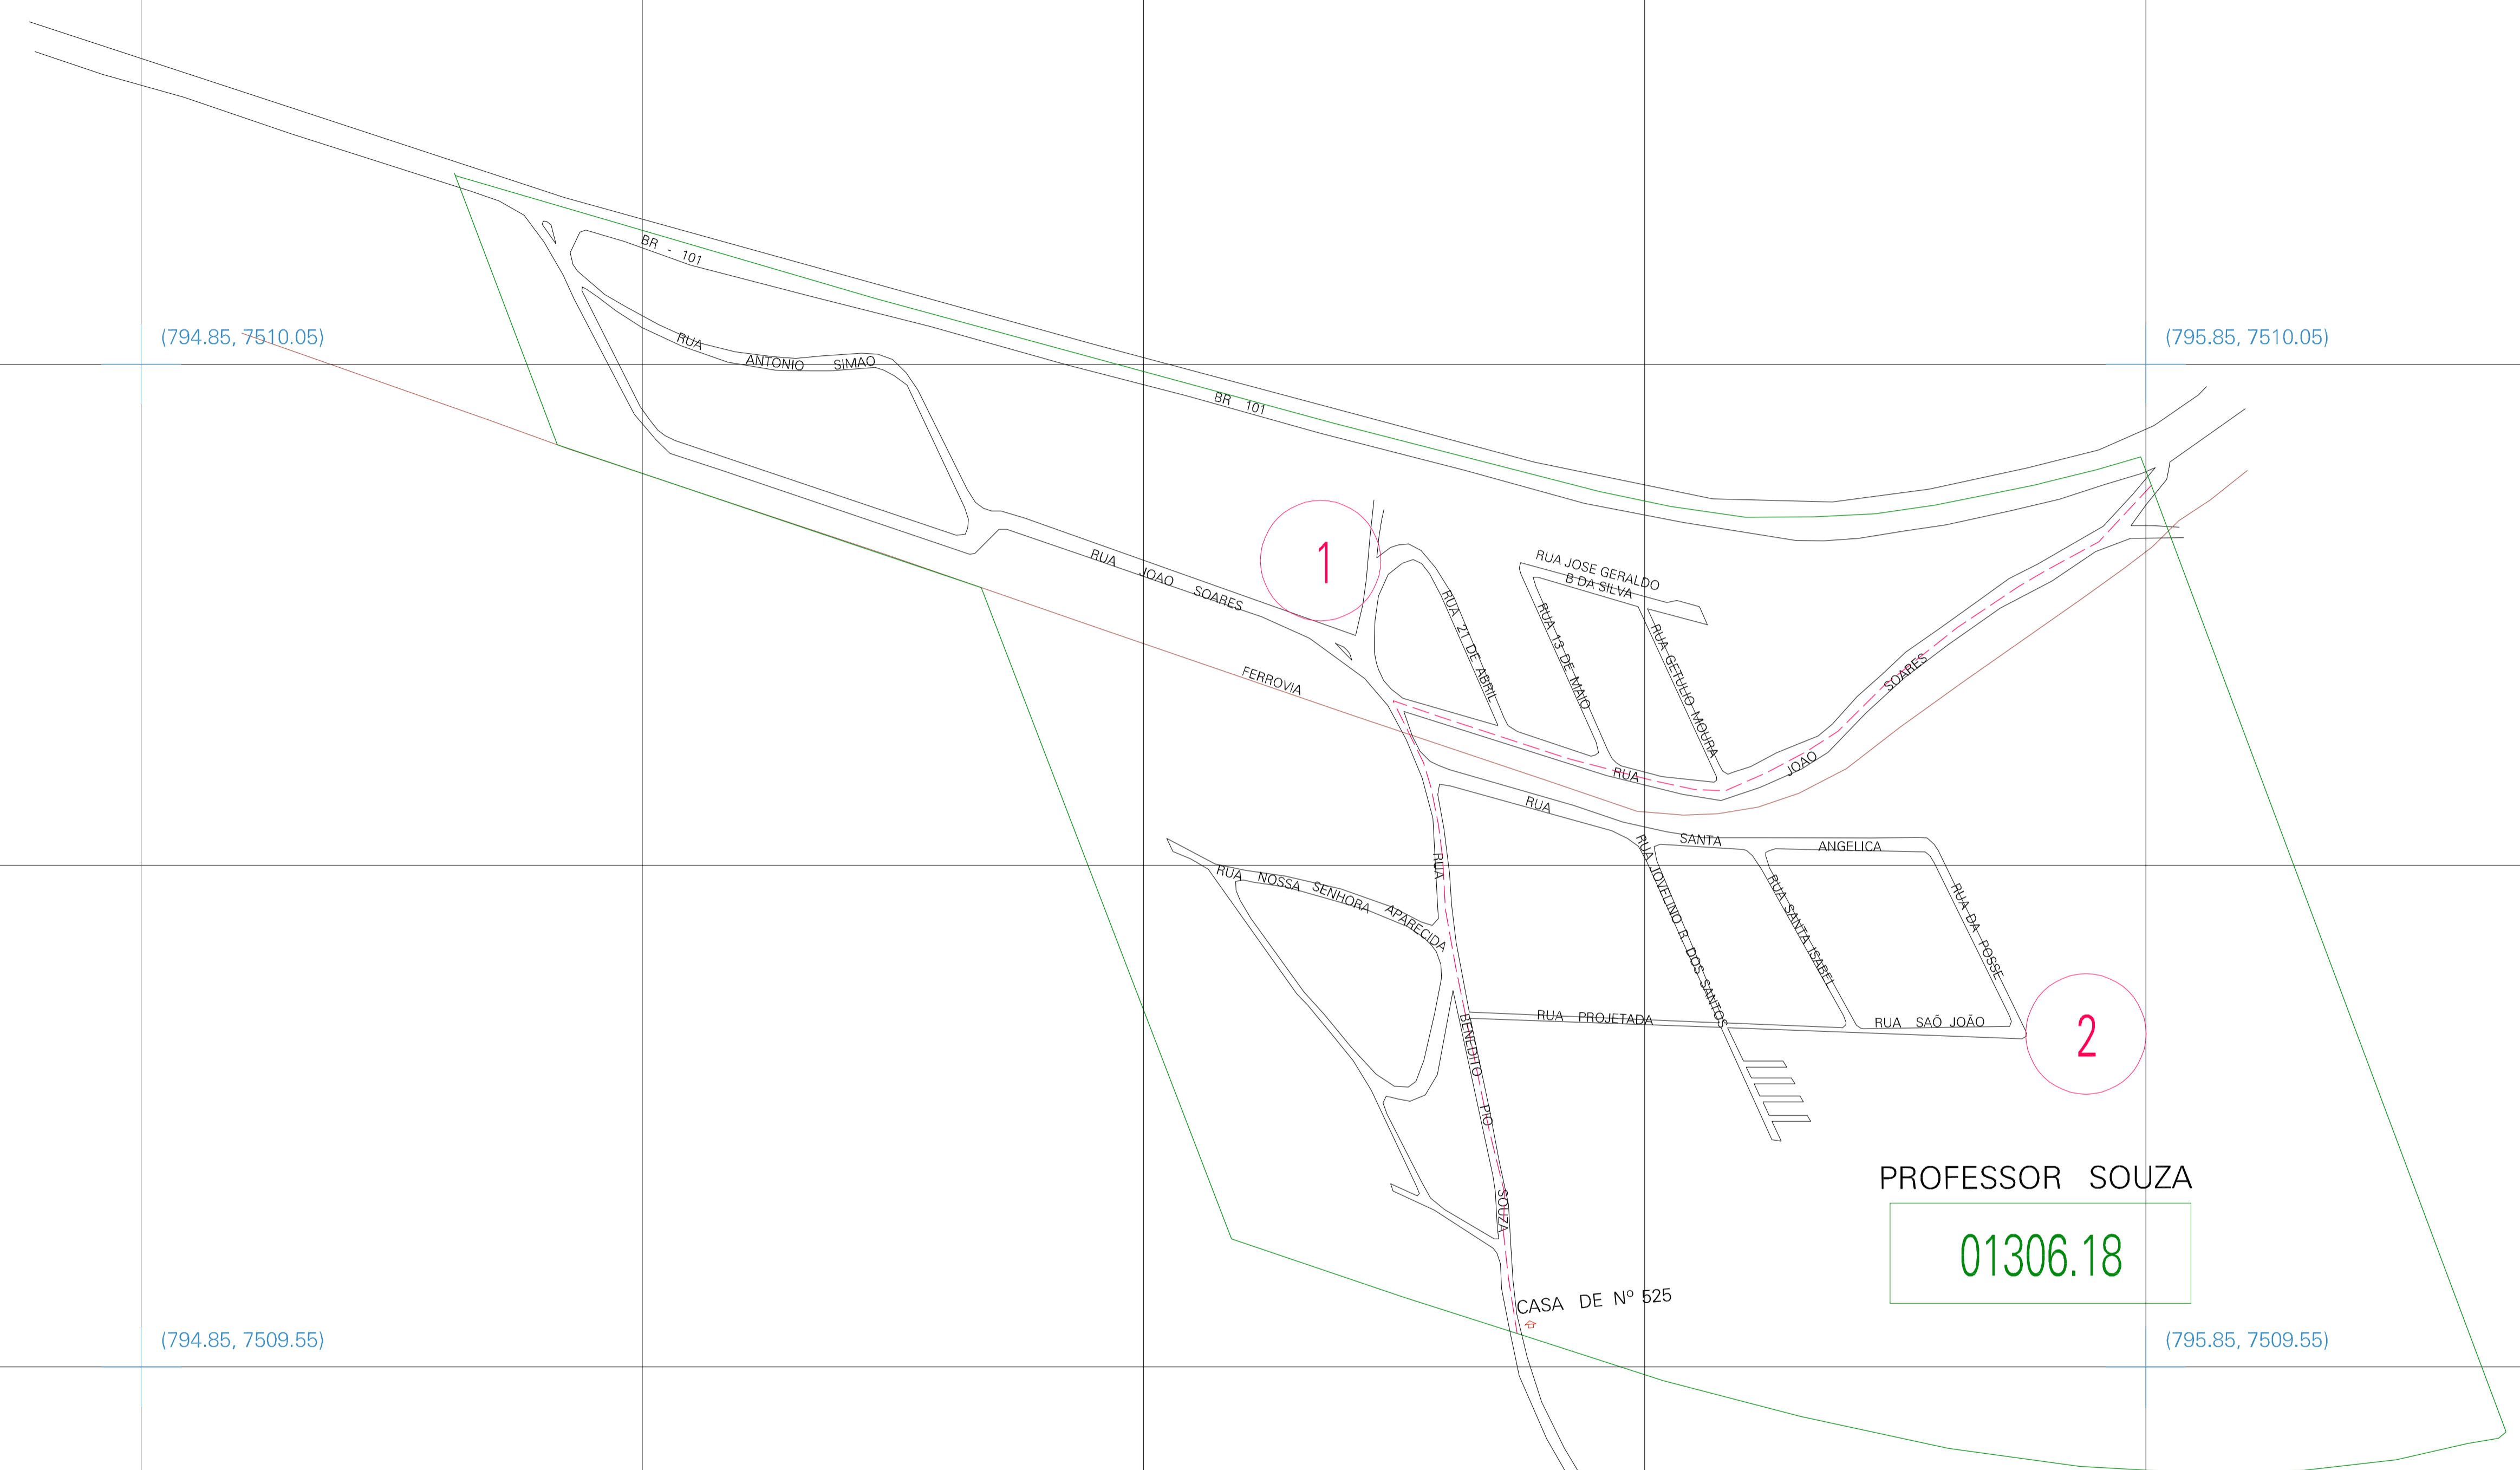 BR - 101
(794.85, 7510.05)
(795.85, 7510.05)
RUA ANTONIO SIMAO
BR 101
RUA JOAO SOARES
1
RUA JOSE GERALDO
B DA SILVA
RUA 21 DE ABRIL
RUA 13 DE MAIO
RUA GETULIO MOURA
FERROVIA
RUA JOAO SOARES
RUA SANTA ANGELICA
RUA NOSSA SENHORA APARECIDA
RUA BENEDITO PIO SOUZA
RUA JOVELINO R. DOS SANTOS
RUA SANTA ISABEL
RUA DA POSSE
RUA PROJETADA
RUA SAÕ JOÃO
2
PROFESSOR SOUZA
01306.18
CASA DE Nº 525
(794.85, 7509.55)
(795.85, 7509.55)